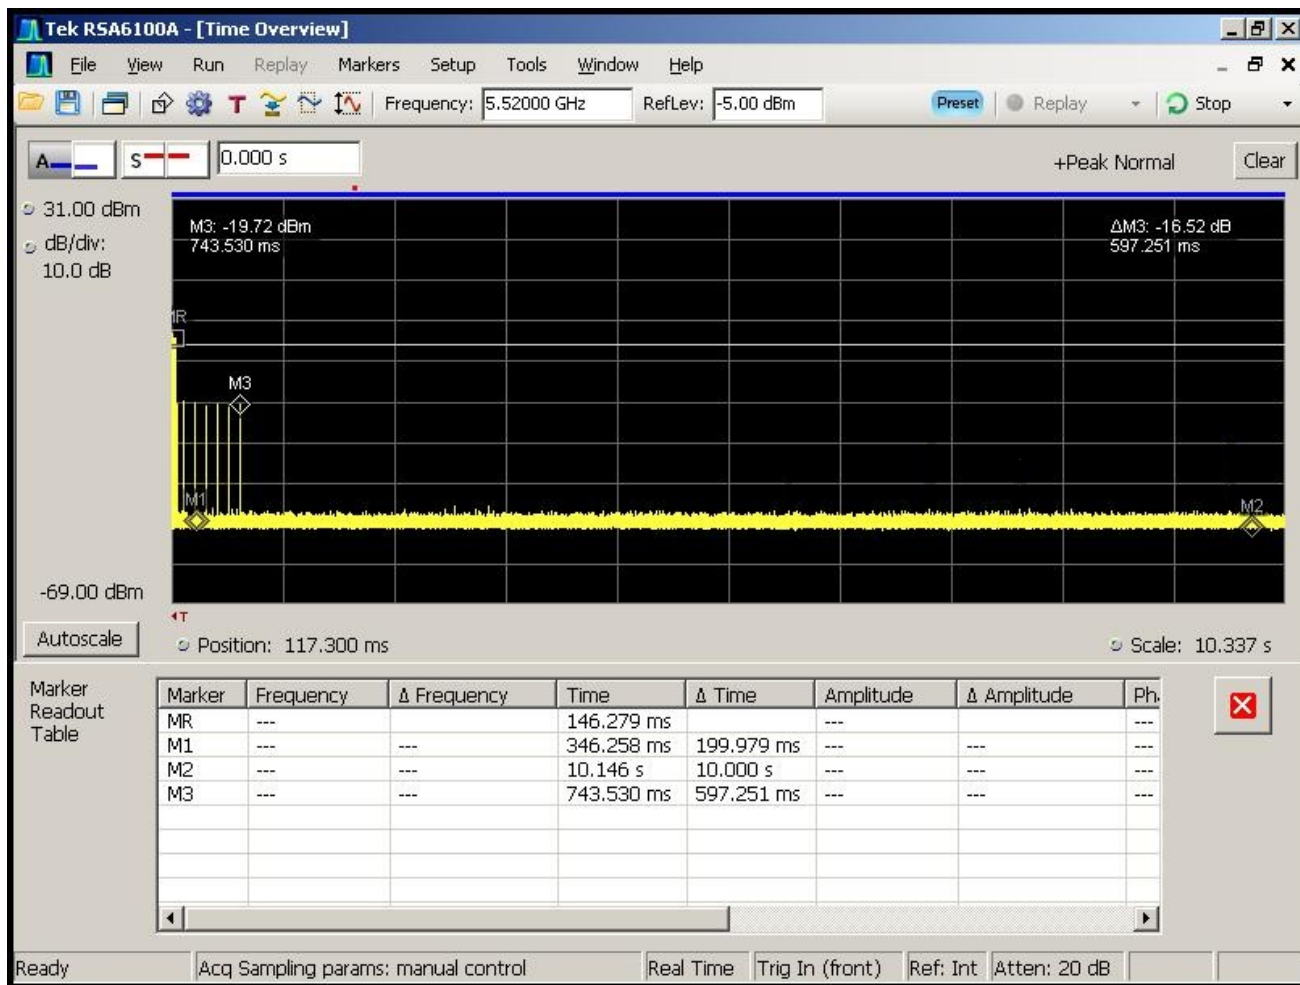 Tek RSA6100A - [Time Overview]
File View Run Replay Markers Setup Tools Window Help
T Frequency: 5.52000 GHz RefLev: -5.00 dBm Preset Replay Stop
A S 0.000 s +Peak Normal Clear
31.00 dBm
dB/div:
10.0 dB
M3: -19.72 dBm
743.530 ms
ΔM3: -16.52 dB
597.251 ms
M3
M1
M2
-69.00 dBm
T
Autoscale Position: 117.300 ms Scale: 10.337 s
Marker
Readout
Table
Marker Frequency Δ Frequency Time Δ Time Amplitude Δ Amplitude
MR --- 146.279 ms --- ---
M1 --- --- 346.258 ms 199.979 ms --- --- ---
M2 --- --- 10.146 s 10.000 s --- --- ---
M3 --- --- 743.530 ms 597.251 ms --- --- ---
Ready Acq Sampling params: manual control Real Time Trig In (front) Ref: Int Atten: 20 dB